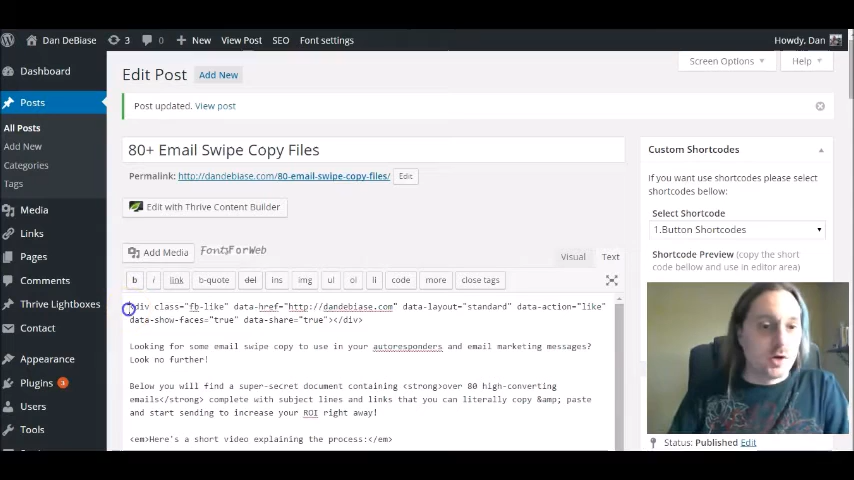 Dan DeBiase 3 0 New View Post SEO Font settings Howdy, Dan
Dashboard
Posts
All Posts
Add New
Categories
Tags
Media
Links
Pages
Comments
Thrive Lightboxes
Contact
Appearance
Plugins 3
Users
Tools
Screen Options Help
Edit Post Add New
Post updated. View post
80+ Email Swipe Copy Files
Permalink: http://dandebiase.com/80-email-swipe-copy-files/ Edit
Edit with Thrive Content Builder
Add Media FontsForWeb
Visual Text
b i link b-quote del ins img ul ol li code more close tags
<div class="fb-like" data-href="http://dandebiase.com" data-layout="standard" data-action="like"
data-show-faces="true" data-share="true"></div>
Looking for some email swipe copy to use in your autoresponders and email marketing messages?
Look no further!
Below you will find a super-secret document containing <strong>over 80 high-converting
emails</strong> complete with subject lines and links that you can literally copy &amp; paste
and start sending to increase your ROI right away!
<em>Here's a short video explaining the process:</em>
Custom Shortcodes
If you want use shortcodes please select
shortcodes bellow:
Select Shortcode
1.Button Shortcodes
Shortcode Preview (copy the short
code below and use in editor area)
Status: Published Edit